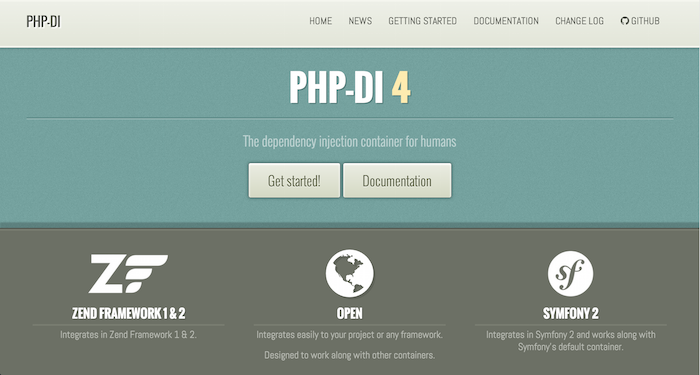 PHP-DI
HOME NEWS GETTING STARTED DOCUMENTATION CHANGE LOG GITHUB
PHP-DI 4
The dependency injection container for humans
Get started! Documentation
ZF
ZEND FRAMEWORK 1 & 2
Integrates in Zend Framework 1 & 2.
OPEN
Integrates easily to your project or any framework.
Designed to work along with other containers.
sf
SYMFONY 2
Integrates in Symfony 2 and works along with
Symfony's default container.